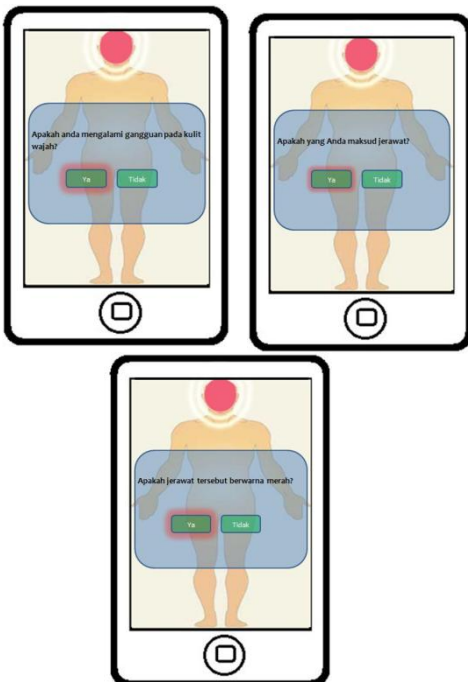 Apakah anda mengalami gangguan pada kulit
wajah?
Ya
Tidak
Apakah yang Anda maksud jerawat?
Ya
Tidak
Apakah jerawat tersebut berwarna merah?
Ya
Tidak